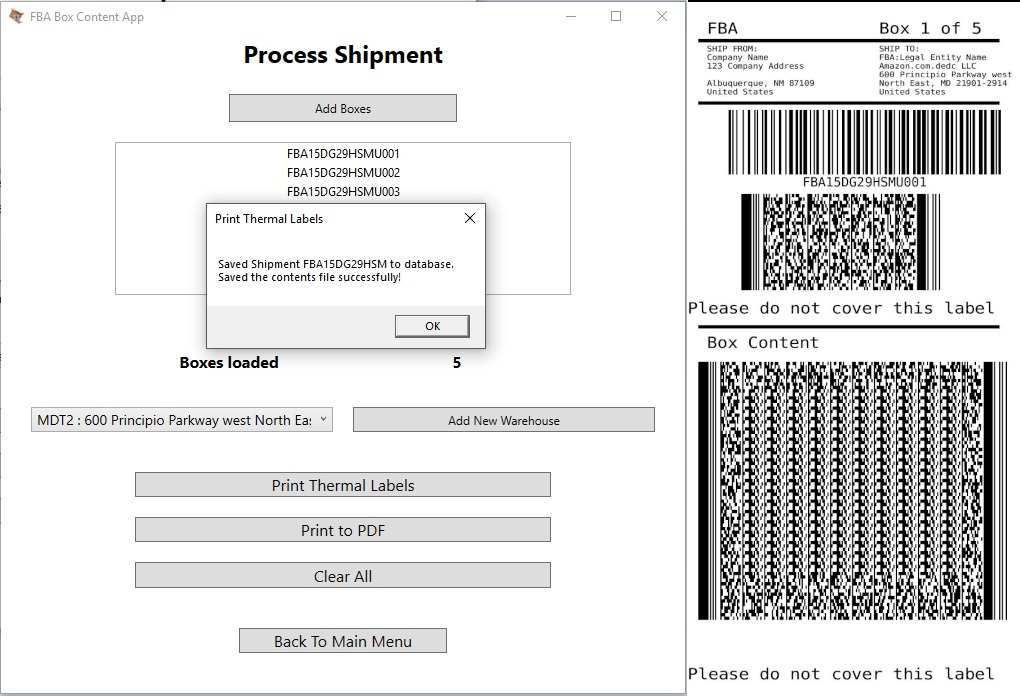 FBA Box Content App
Process Shipment
Add Boxes
FBA15DG29HSMU001
FBA15DG29HSMU002
FBA15DG29HSMU003
Print Thermal Labels
Saved Shipment FBA15DG29HSM to database.
Saved the contents file successfully!
OK
Boxes loaded 5
MDT2 : 600 Principio Parkway west North Ea
Add New Warehouse
Print Thermal Labels
Print to PDF
Clear All
Back To Main Menu
FBA Box 1 of 5
SHIP FROM:
Company Name
123 Company Address
Albuquerque, NM 87109
United States
SHIP TO:
FBA:Legal Entity Name
Amazon.com.dedc LLC
600 Principio Parkway west
North East, MD 21901-2914
United States
FBA15DG29HSMU001
Please do not cover this label
Box Content
Please do not cover this label